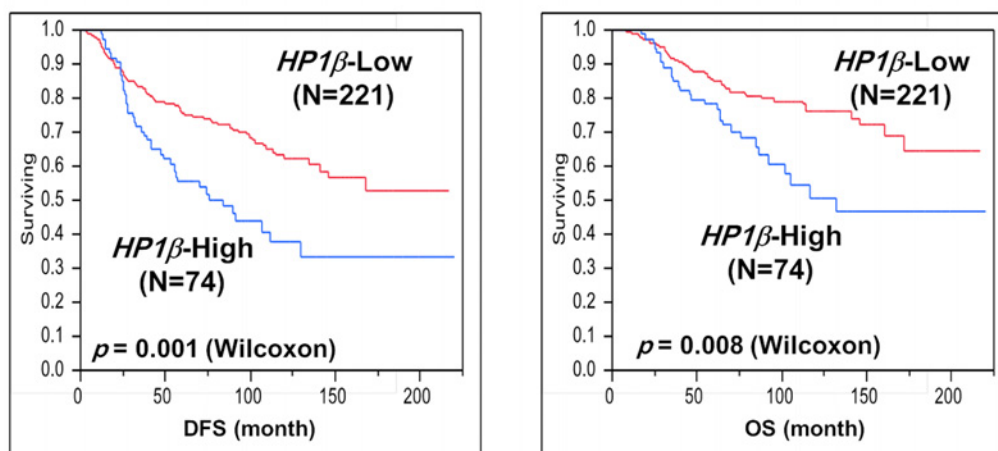 1.0
0.9
0.8
0.7
0.6
0.5
0.4
0.3
0.2
0.1
0.0
Surviving
HP1β-Low
(N=221)
HP1β-High
(N=74)
p = 0.001 (Wilcoxon)
0 50 100 150 200
DFS (month)
1.0
0.9
0.8
0.7
0.6
0.5
0.4
0.3
0.2
0.1
0.0
Surviving
HP1β-Low
(N=221)
HP1β-High
(N=74)
p = 0.008 (Wilcoxon)
0 50 100 150 200
OS (month)